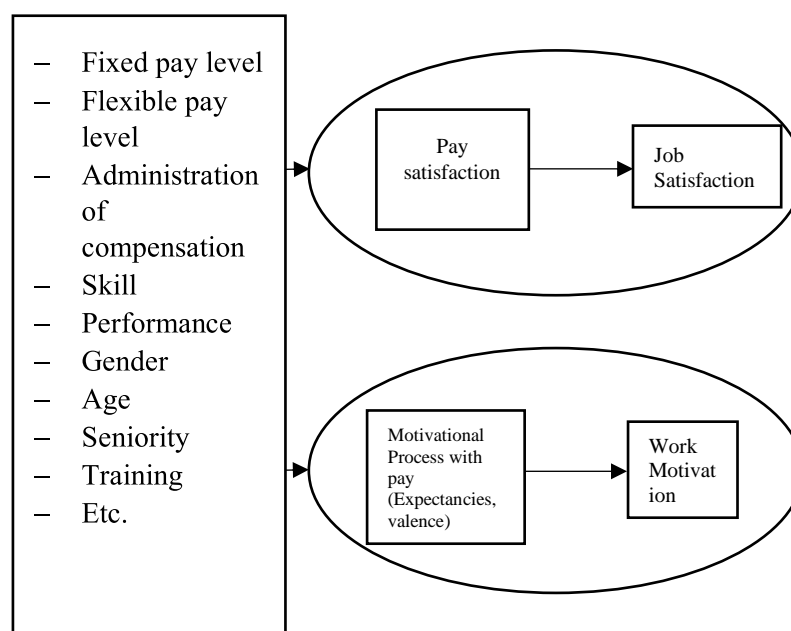 – Fixed pay level
– Flexible pay
level
– Administration
of
compensation
– Skill
– Performance
– Gender
– Age
– Seniority
– Training
– Etc.
Pay
satisfaction
Job
Satisfaction
Motivational
Process with
pay
(Expectancies,
valence)
Work
Motivat
ion